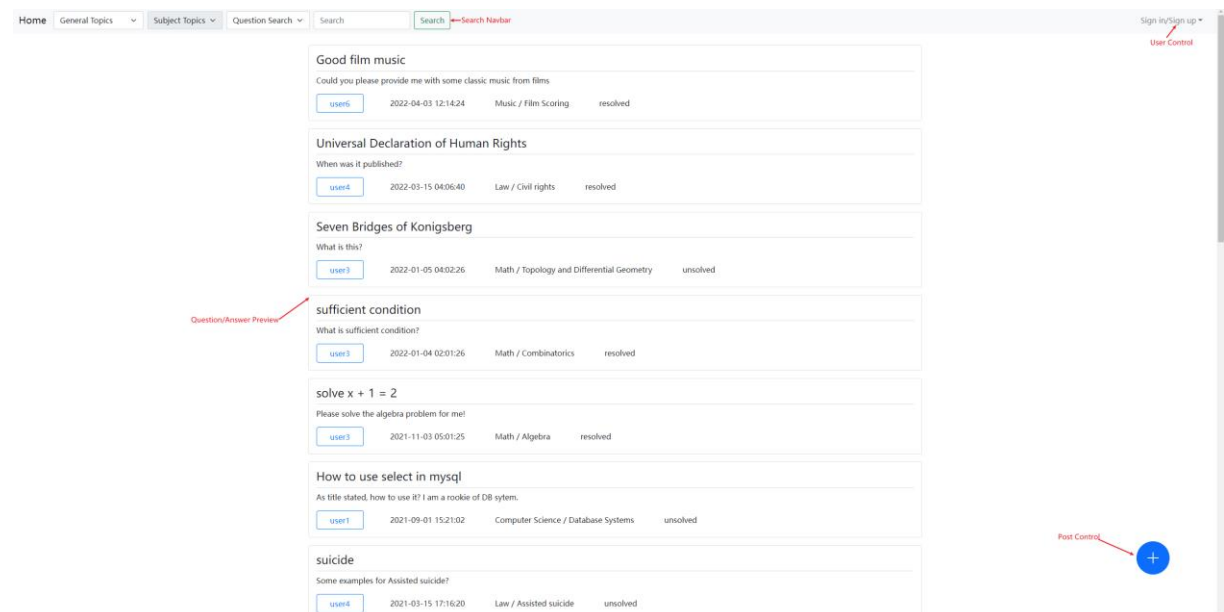 Home General Topics Subject Topics Question Search Search Search Search Navbar Sign in/Sign up
User Control
Good film music
Could you please provide me with some classic music from films
user6 2022-04-03 12:14:24 Music / Film Scoring resolved
Universal Declaration of Human Rights
When was it published?
user4 2022-03-15 04:06:40 Law / Civil rights resolved
Seven Bridges of Konigsberg
What is this?
user3 2022-01-05 04:02:26 Math / Topology and Differential Geometry unsolved
Question/Answer Preview
sufficient condition
What is sufficient condition?
user3 2022-01-04 02:01:26 Math / Combinatorics resolved
solve x + 1 = 2
Please solve the algebra problem for me!
user3 2021-11-03 05:01:25 Math / Algebra resolved
How to use select in mysql
As title stated, how to use it? I am a rookie of DB sytem.
user1 2021-09-01 15:21:02 Computer Science / Database Systems unsolved
Post Control
+
suicide
Some examples for Assisted suicide?
user4 2021-03-15 17:16:20 Law / Assisted suicide unsolved